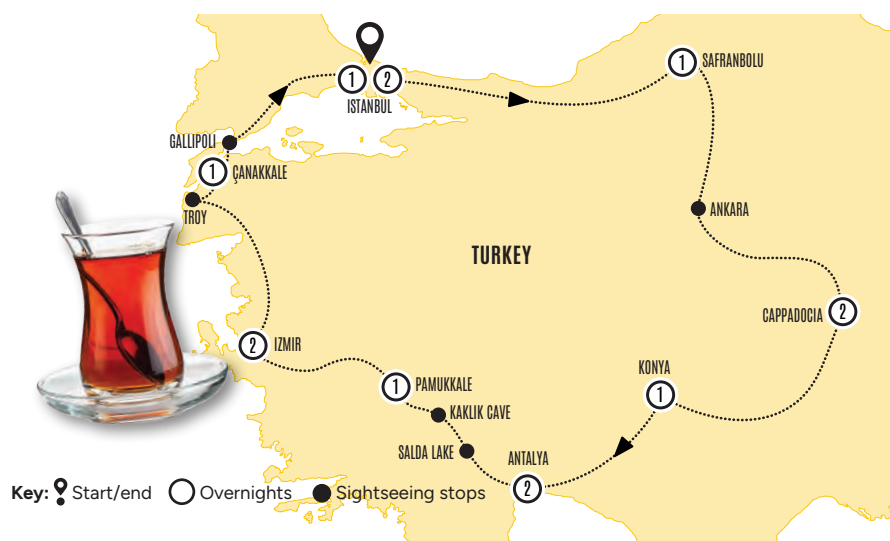 1
2
ISTANBUL
1
SAFRANBOLU
GALLIPOLI
1
ÇANAKKALE
TROY
ANKARA
TURKEY
2
CAPPADOCIA
2
IZMIR
KONYA
1
1
PAMUKKALE
KAKLIK CAVE
SALDA LAKE
ANTALYA
2
Key: Start/end Overnights Sightseeing stops